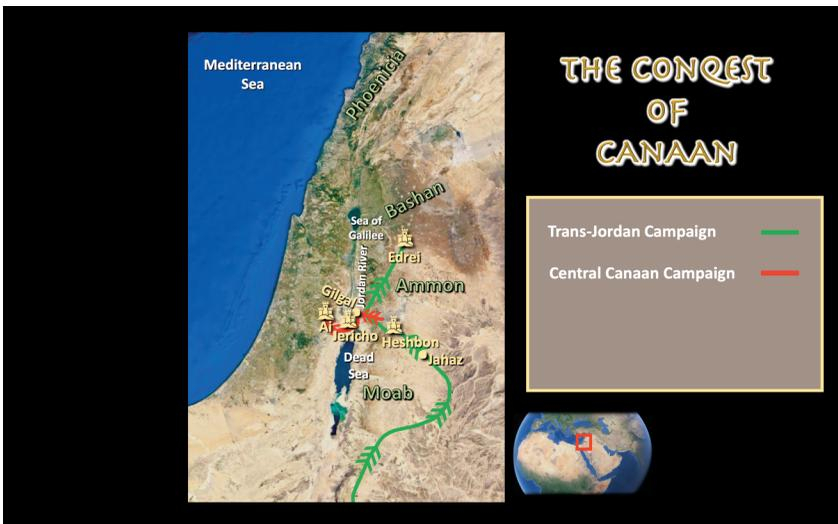 THE CONQEST
OF
CANAAN
Mediterranean
Sea
Phoenicia
Bashan
Sea of
Galilee
Edrei
Jordan River
Ammon
Gilgal
Ai
Jericho
Heshbon
Jahaz
Dead
Sea
Moab
Trans-Jordan Campaign
Central Canaan Campaign